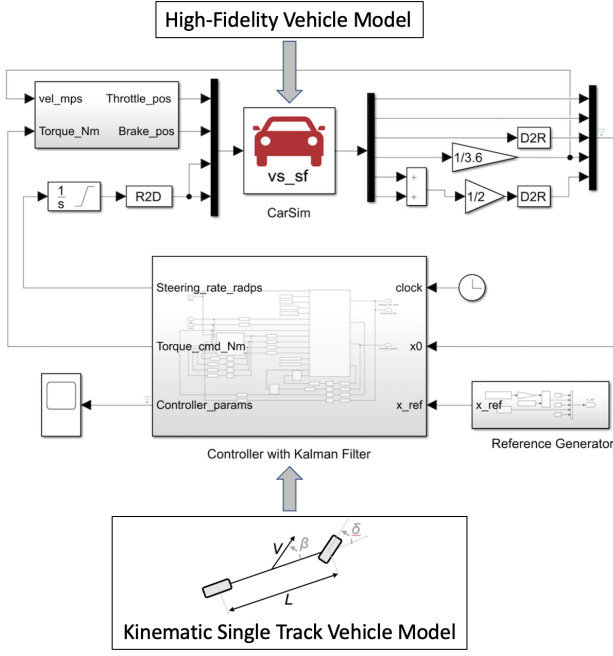 High-Fidelity Vehicle Model
vel_mps
Throttle_pos
Torque_Nm
Brake_pos
1
s
R2D
vs_sf
CarSim
D2R
1/3.6
+
+
1/2
D2R
Steering_rate_radps
clock
Torque_cmd_Nm
x0
Controller_params
x_ref
x_ref
Controller with Kalman Filter
Reference Generator
V
β
δ
L
Kinematic Single Track Vehicle Model